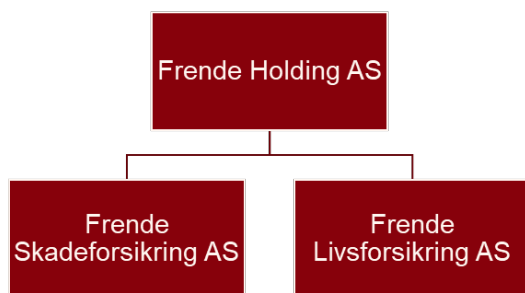 Frende Holding AS
Frende
Skadeforsikring AS
Frende
Livsforsikring AS